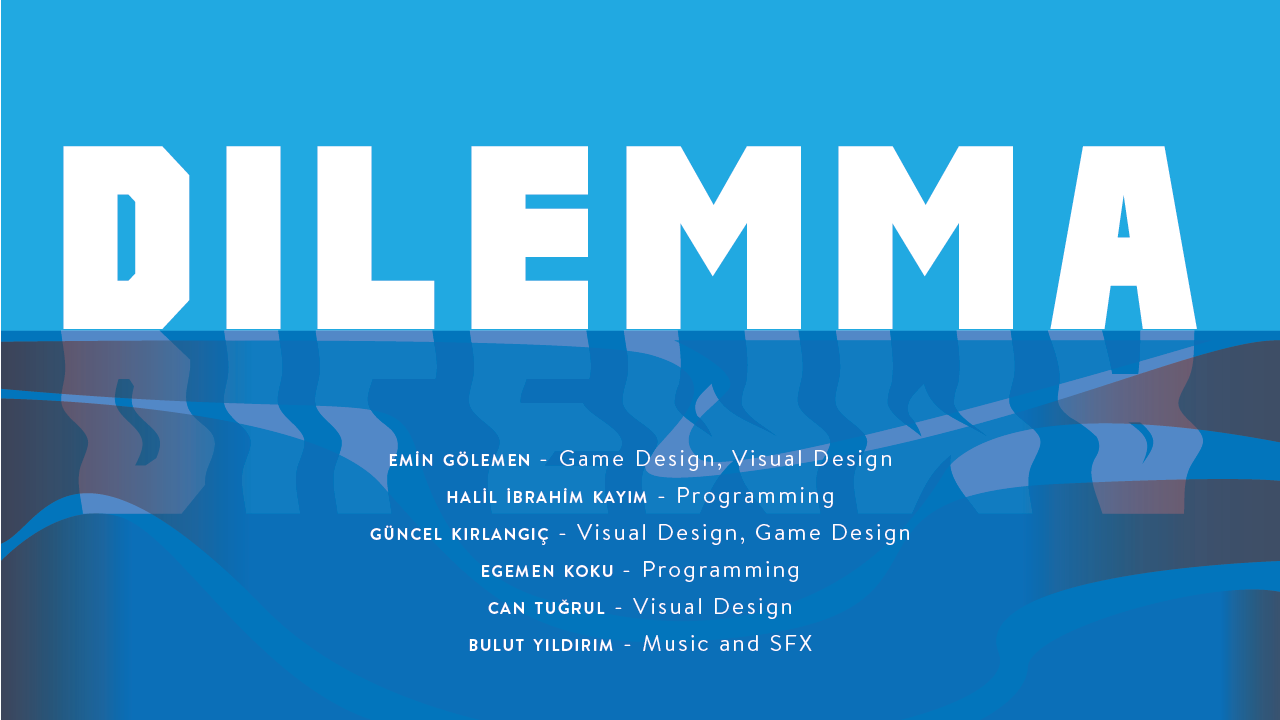 DILEMMA
EMİN GÖLEMEN - Game Design, Visual Design
HALİL İBRAHİM KAYIM - Programming
GÜNCEL KIRLANGIÇ - Visual Design, Game Design
EGEMEN KOKU - Programming
CAN TUĞRUL - Visual Design
BULUT YILDIRIM - Music and SFX